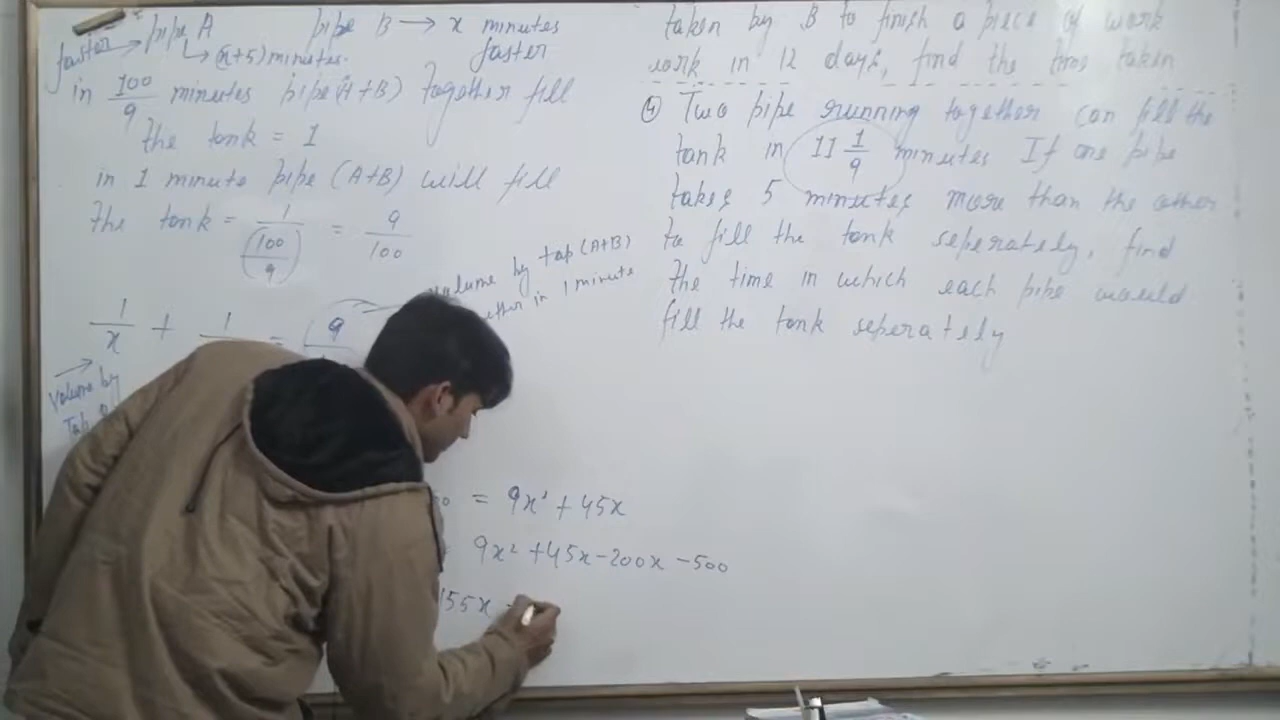 faster → pipe A
↳ (x+5) minutes.
pipe B → x minutes
faster
in 100/9 minutes pipe (A+B) together fill
the tank = 1
in 1 minute pipe (A+B) will fill
the tank = 1/(100/9) = 9/100
1/x + 1 = 9
volume by tap (A+B)
in 1 minute
volume by
Tap
= 9x² + 45x
9x² + 45x - 200x - 500
155x -
taken by B to finish a piece of work
work in 12 days, find the time taken
④ Two pipe running together can fill the
tank in 11 1/9 minutes If one pipe
takes 5 minutes more than the other
to fill the tank seperately, find
the time in which each pipe would
fill the tank seperately